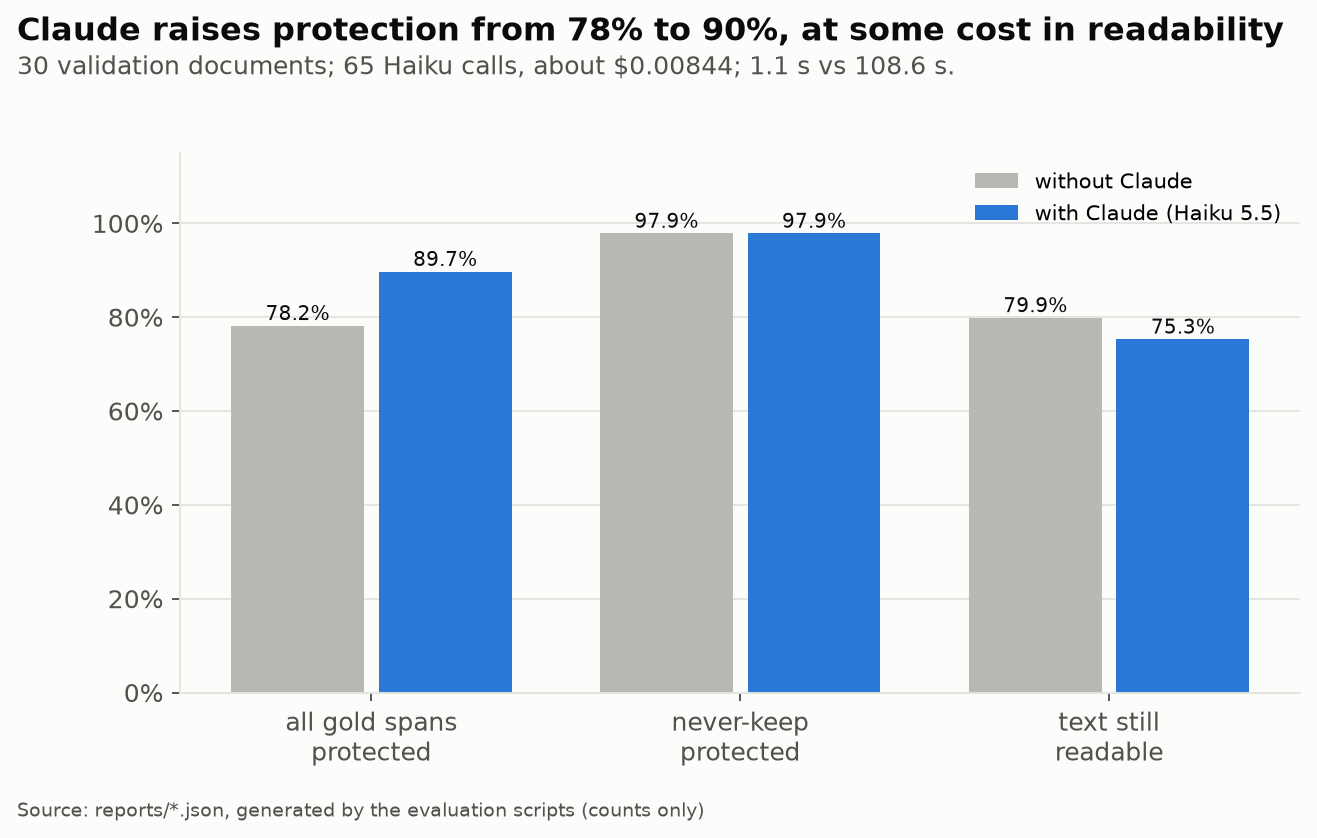 Claude raises protection from 78% to 90%, at some cost in readability
30 validation documents; 65 Haiku calls, about $0.00844; 1.1 s vs 108.6 s.
without Claude
with Claude (Haiku 5.5)
100%
80%
60%
40%
20%
0%
78.2%
89.7%
97.9%
97.9%
79.9%
75.3%
all gold spans
protected
never-keep
protected
text still
readable
Source: reports/*.json, generated by the evaluation scripts (counts only)